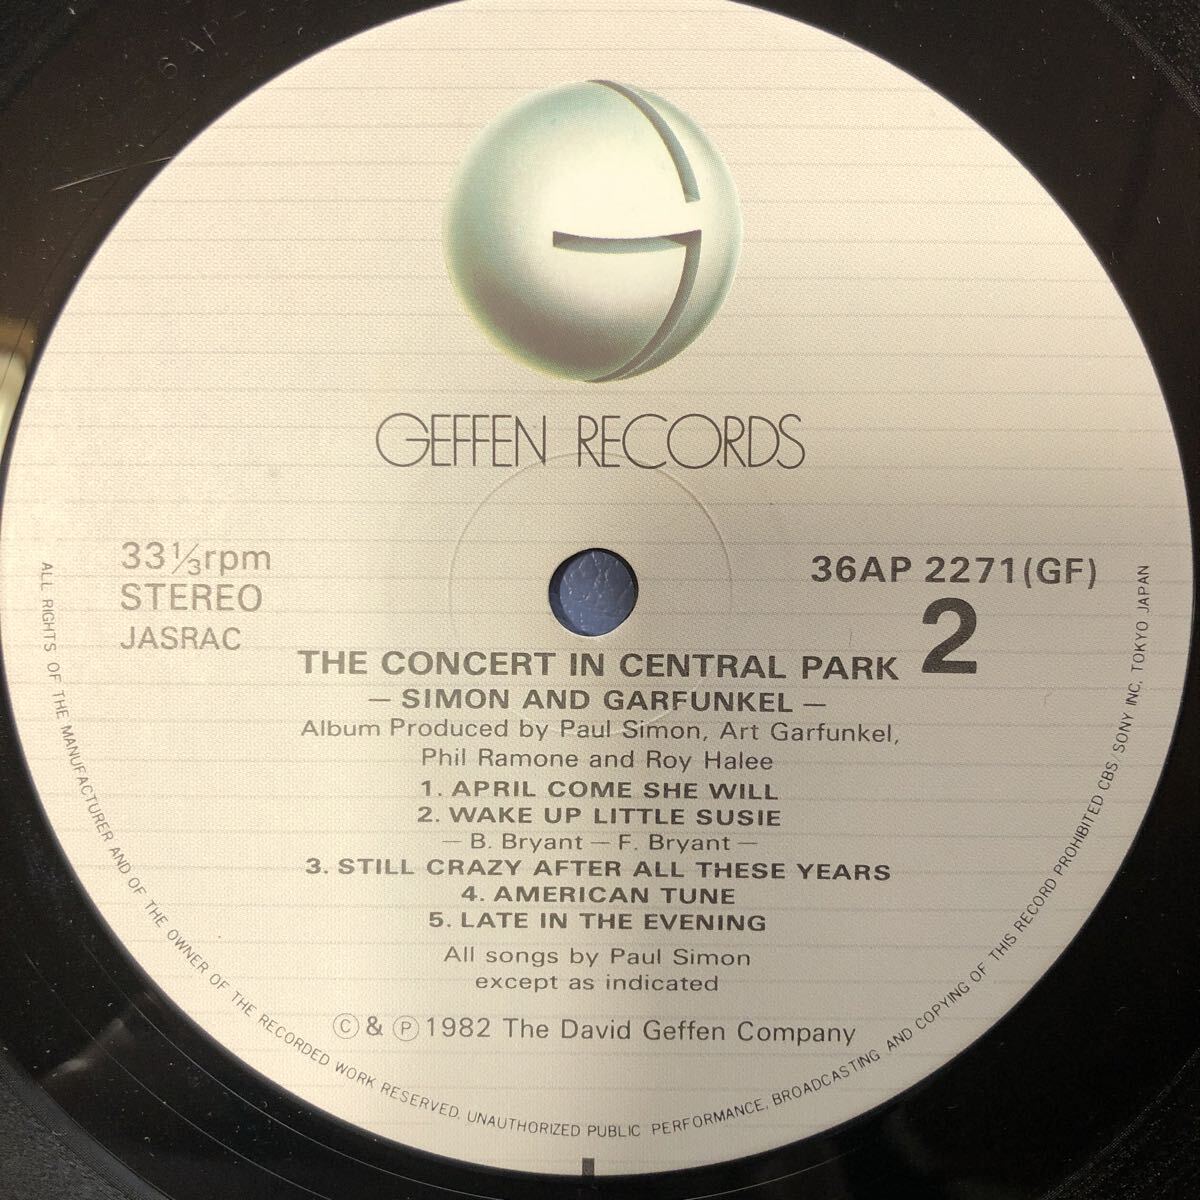 GEFFEN RECORDS
33⅓rpm
STEREO
JASRAC
36AP 2271(GF)
2
THE CONCERT IN CENTRAL PARK
— SIMON AND GARFUNKEL —
Album Produced by Paul Simon, Art Garfunkel,
Phil Ramone and Roy Halee
1. APRIL COME SHE WILL
2. WAKE UP LITTLE SUSIE
— B. Bryant — F. Bryant —
3. STILL CRAZY AFTER ALL THESE YEARS
4. AMERICAN TUNE
5. LATE IN THE EVENING
All songs by Paul Simon
except as indicated
© & ℗ 1982 The David Geffen Company
ALL RIGHTS OF THE MANUFACTURER AND OF THE OWNER OF THE RECORDED WORK RESERVED. UNAUTHORIZED PUBLIC PERFORMANCE, BROADCASTING AND COPYING OF THIS RECORD PROHIBITED CBS/SONY INC. TOKYO JAPAN